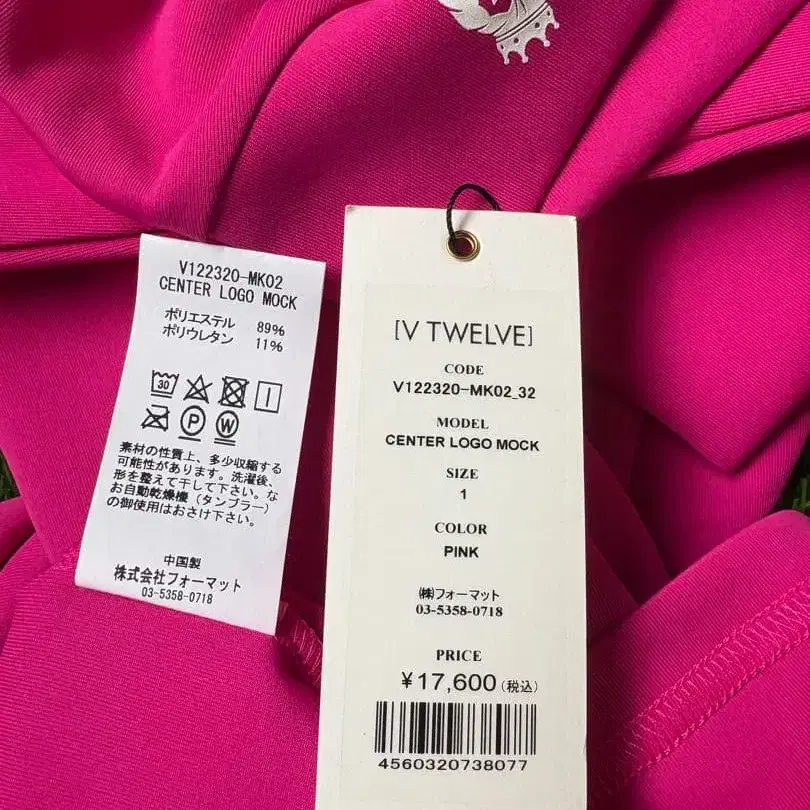 V122320-MK02
CENTER LOGO MOCK
ポリエステル 89%
ポリウレタン 11%
30
P
W
素材の性質上、多少収縮する
可能性があります。洗濯後、
形を整えて干して下さい。な
お自動乾燥機（タンブラー）
の御使用はおさけ下さい。
中国製
株式会社フォーマット
03-5358-0718
[V TWELVE]
CODE
V122320-MK02_32
MODEL
CENTER LOGO MOCK
SIZE
1
COLOR
PINK
㈱フォーマット
03-5358-0718
PRICE
¥17,600(税込)
4560320738077